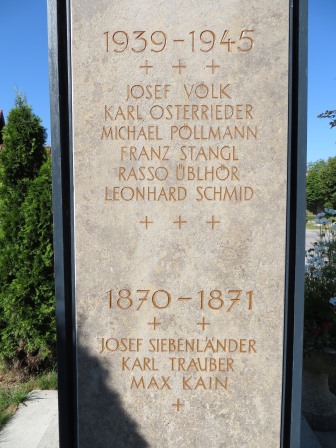 1939-1945
+ + +
JOSEF VOLK
KARL OSTERRIEDER
MICHAEL PÖLLMANN
FRANZ STANGL
RASSO ÜBLHÖR
LEONHARD SCHMID
+ + +
1870-1871
+ +
JOSEF SIEBENLÄNDER
KARL TRAUBER
MAX KAIN
+